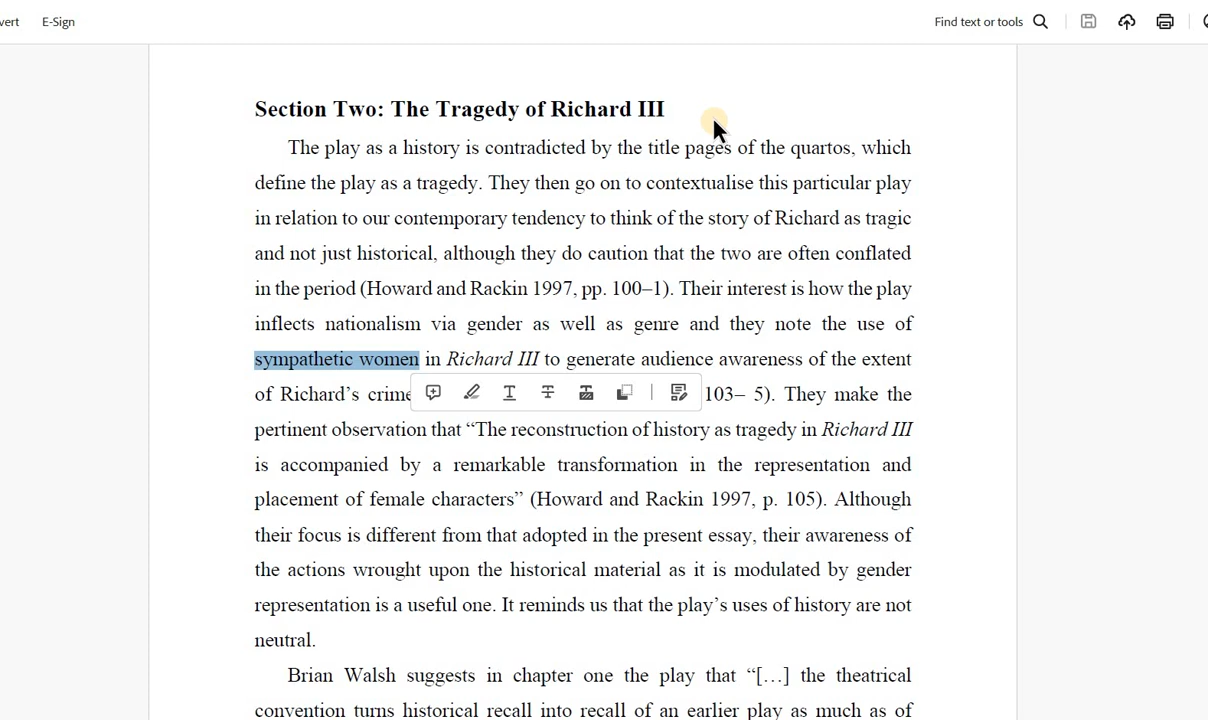 vert E-Sign Find text or tools
Section Two: The Tragedy of Richard III
The play as a history is contradicted by the title pages of the quartos, which
define the play as a tragedy. They then go on to contextualise this particular play
in relation to our contemporary tendency to think of the story of Richard as tragic
and not just historical, although they do caution that the two are often conflated
in the period (Howard and Rackin 1997, pp. 100–1). Their interest is how the play
inflects nationalism via gender as well as genre and they note the use of
sympathetic women in Richard III to generate audience awareness of the extent
of Richard’s crime 103– 5). They make the
pertinent observation that “The reconstruction of history as tragedy in Richard III
is accompanied by a remarkable transformation in the representation and
placement of female characters” (Howard and Rackin 1997, p. 105). Although
their focus is different from that adopted in the present essay, their awareness of
the actions wrought upon the historical material as it is modulated by gender
representation is a useful one. It reminds us that the play’s uses of history are not
neutral.
Brian Walsh suggests in chapter one the play that “[…] the theatrical
convention turns historical recall into recall of an earlier play as much as of